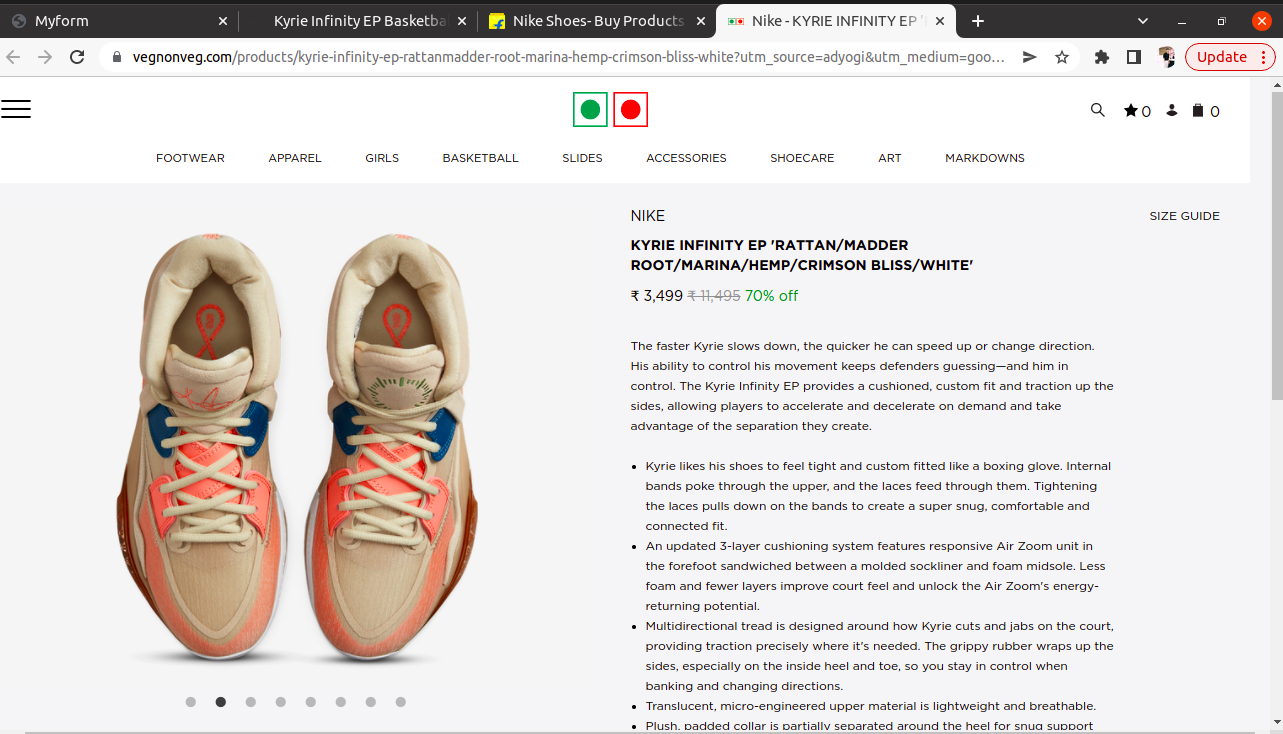 Myform
Kyrie Infinity EP Basketba
Nike Shoes- Buy Products
Nike - KYRIE INFINITY EP '
vegnonveg.com/products/kyrie-infinity-ep-rattanmadder-root-marina-hemp-crimson-bliss-white?utm_source=adyogi&utm_medium=goo...
Update
0
0
FOOTWEAR APPAREL GIRLS BASKETBALL SLIDES ACCESSORIES SHOECARE ART MARKDOWNS
NIKE
SIZE GUIDE
KYRIE INFINITY EP 'RATTAN/MADDER
ROOT/MARINA/HEMP/CRIMSON BLISS/WHITE'
₹ 3,499 ₹ 11,495 70% off
The faster Kyrie slows down, the quicker he can speed up or change direction.
His ability to control his movement keeps defenders guessing—and him in
control. The Kyrie Infinity EP provides a cushioned, custom fit and traction up the
sides, allowing players to accelerate and decelerate on demand and take
advantage of the separation they create.
• Kyrie likes his shoes to feel tight and custom fitted like a boxing glove. Internal
bands poke through the upper, and the laces feed through them. Tightening
the laces pulls down on the bands to create a super snug, comfortable and
connected fit.
• An updated 3-layer cushioning system features responsive Air Zoom unit in
the forefoot sandwiched between a molded sockliner and foam midsole. Less
foam and fewer layers improve court feel and unlock the Air Zoom's energy-
returning potential.
• Multidirectional tread is designed around how Kyrie cuts and jabs on the court,
providing traction precisely where it's needed. The grippy rubber wraps up the
sides, especially on the inside heel and toe, so you stay in control when
banking and changing directions.
• Translucent, micro-engineered upper material is lightweight and breathable.
• Plush, padded collar is partially separated around the heel for snug support